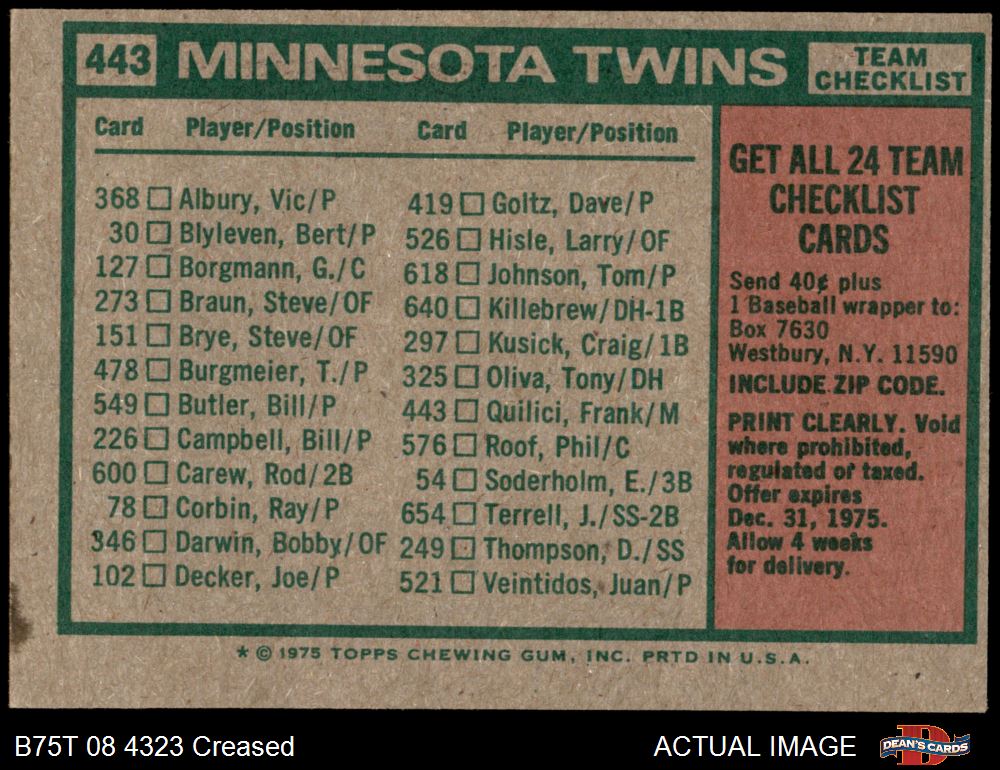 443 MINNESOTA TWINS TEAM CHECKLIST
Card Player/Position
368 Albury, Vic/P
30 Blyleven, Bert/P
127 Borgmann, G./C
273 Braun, Steve/OF
151 Brye, Steve/OF
478 Burgmeier, T./P
549 Butler, Bill/P
226 Campbell, Bill/P
600 Carew, Rod/2B
78 Corbin, Ray/P
346 Darwin, Bobby/OF
102 Decker, Joe/P
Card Player/Position
419 Goltz, Dave/P
526 Hisle, Larry/OF
618 Johnson, Tom/P
640 Killebrew/DH-1B
297 Kusick, Craig/1B
325 Oliva, Tony/DH
443 Quilici, Frank/M
576 Roof, Phil/C
54 Soderholm, E./3B
654 Terrell, J./SS-2B
249 Thompson, D./SS
521 Veintidos, Juan/P
GET ALL 24 TEAM
CHECKLIST
CARDS
Send 40¢ plus
1 Baseball wrapper to:
Box 7630
Westbury, N.Y. 11590
INCLUDE ZIP CODE.
PRINT CLEARLY. Void
where prohibited,
regulated or taxed.
Offer expires
Dec. 31, 1975.
Allow 4 weeks
for delivery.
* © 1975 TOPPS CHEWING GUM, INC. PRTD IN U.S.A.
B75T 08 4323 Creased
ACTUAL IMAGE
D
DEAN'S CARDS